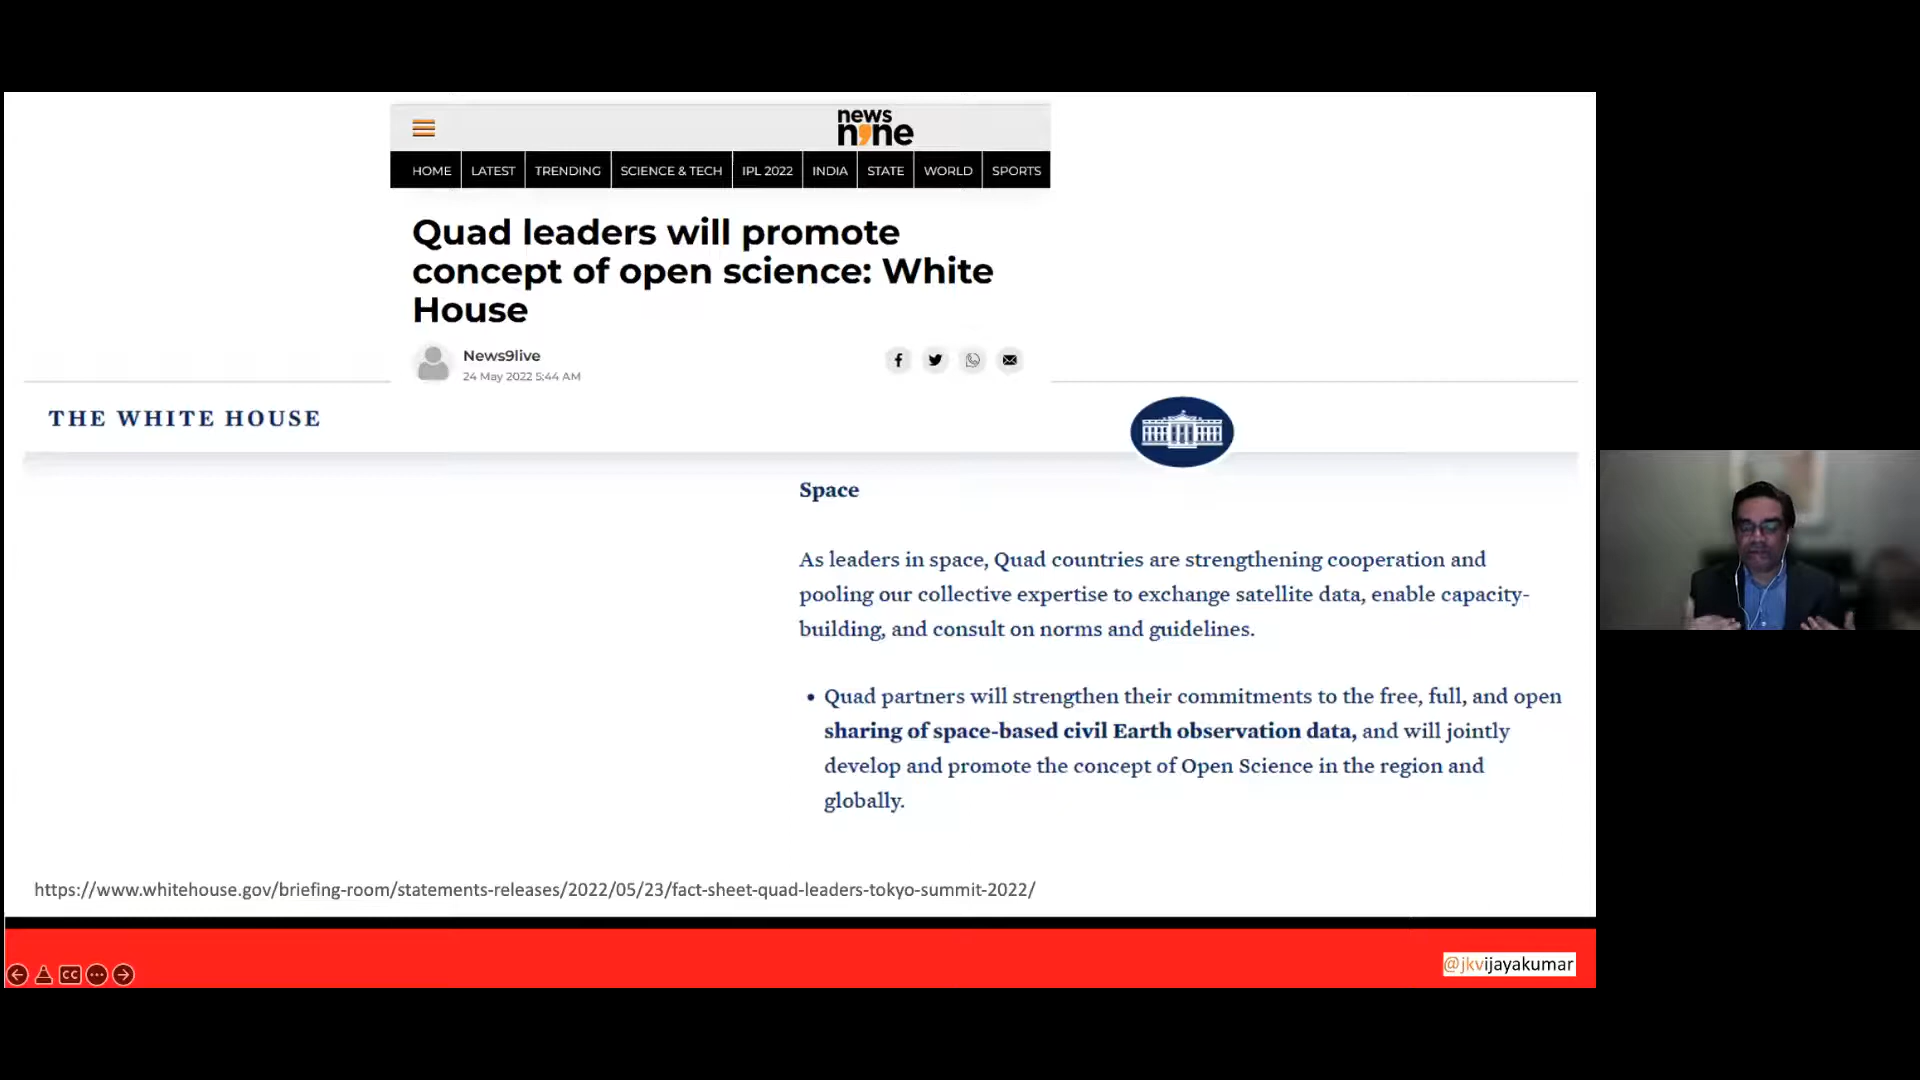 news
nine
HOME LATEST TRENDING SCIENCE & TECH IPL 2022 INDIA STATE WORLD SPORTS
Quad leaders will promote
concept of open science: White
House
News9live
24 May 2022 5:44 AM
THE WHITE HOUSE
Space
As leaders in space, Quad countries are strengthening cooperation and
pooling our collective expertise to exchange satellite data, enable capacity-
building, and consult on norms and guidelines.
• Quad partners will strengthen their commitments to the free, full, and open
sharing of space-based civil Earth observation data, and will jointly
develop and promote the concept of Open Science in the region and
globally.
https://www.whitehouse.gov/briefing-room/statements-releases/2022/05/23/fact-sheet-quad-leaders-tokyo-summit-2022/
@jkvijayakumar
CC